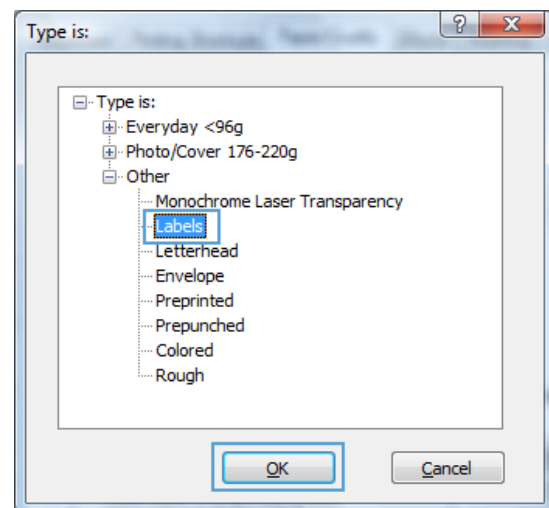 Type is:
Type is:
Everyday <96g
Photo/Cover 176-220g
Other
Monochrome Laser Transparency
Labels
Letterhead
Envelope
Preprinted
Prepunched
Colored
Rough
OK
Cancel